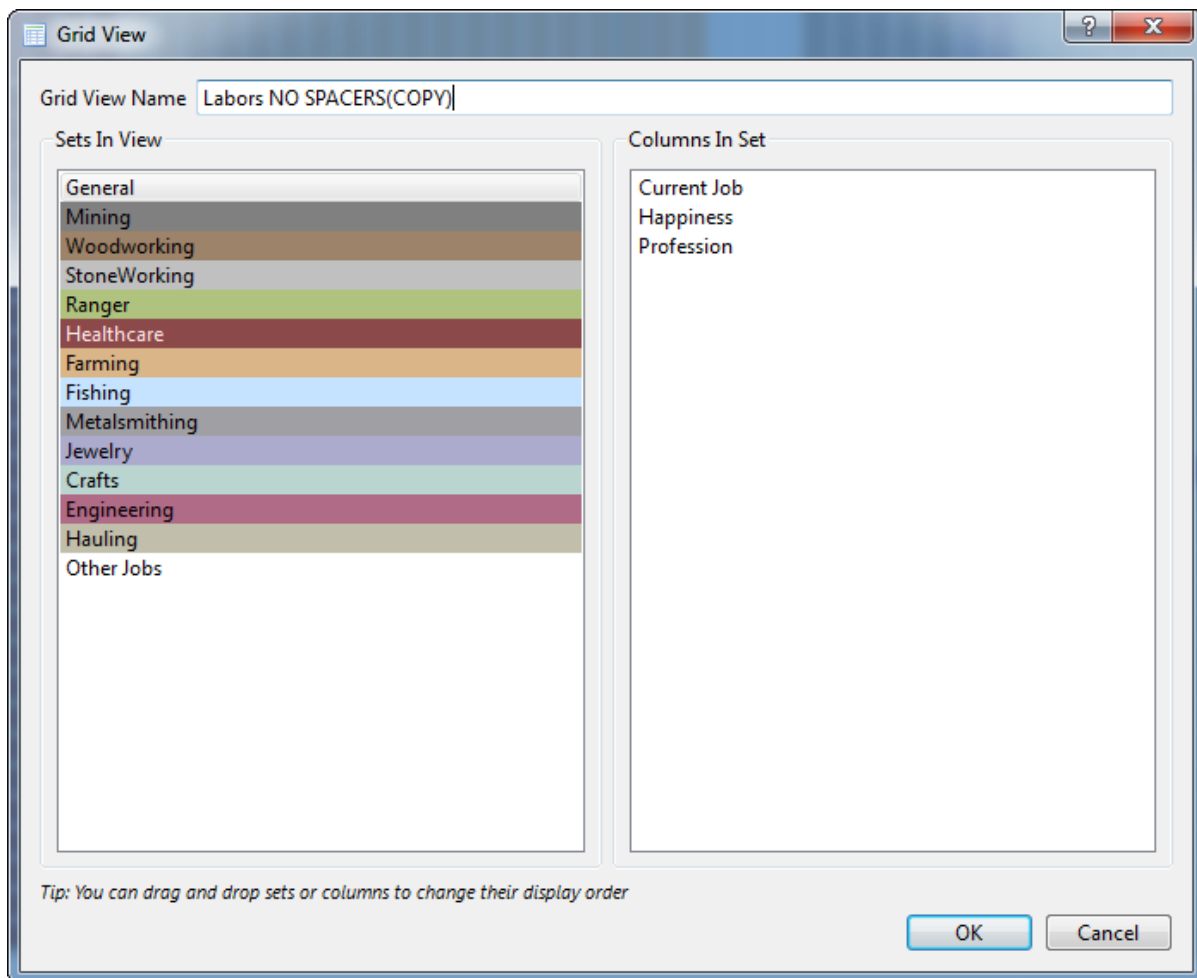 Grid View
Grid View Name Labors NO SPACERS(COPY)
Sets In View
General
Mining
Woodworking
StoneWorking
Ranger
Healthcare
Farming
Fishing
Metalsmithing
Jewelry
Crafts
Engineering
Hauling
Other Jobs
Columns In Set
Current Job
Happiness
Profession
Tip: You can drag and drop sets or columns to change their display order
OK Cancel